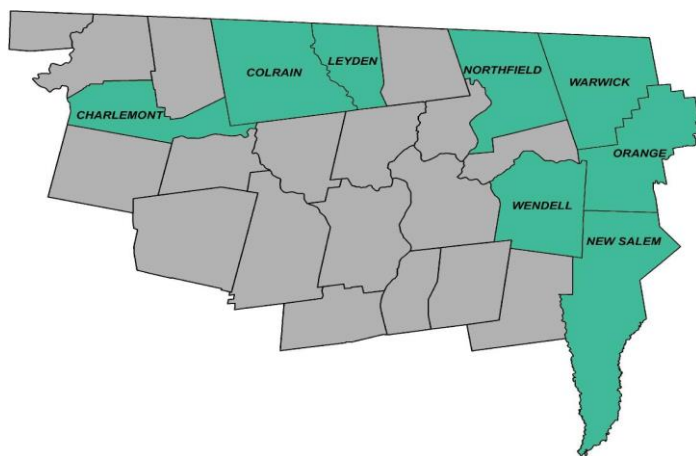 COLRAIN
LEYDEN
NORTHFIELD
WARWICK
CHARLEMONT
ORANGE
WENDELL
NEW SALEM